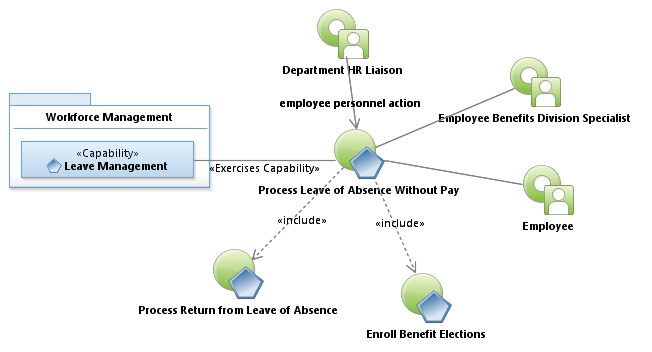 Department HR Liaison
employee personnel action
Employee Benefits Division Specialist
Workforce Management
«Capability»
Leave Management
«Exercises Capability»
Process Leave of Absence Without Pay
Employee
«include»
«include»
Process Return from Leave of Absence
Enroll Benefit Elections